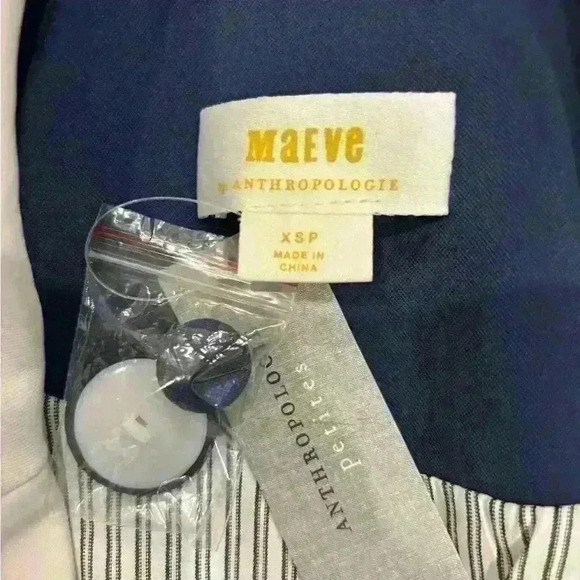 MaEve
BY ANTHROPOLOGIE
XSP
MADE IN
CHINA
ANTHROPOLOG
Petites